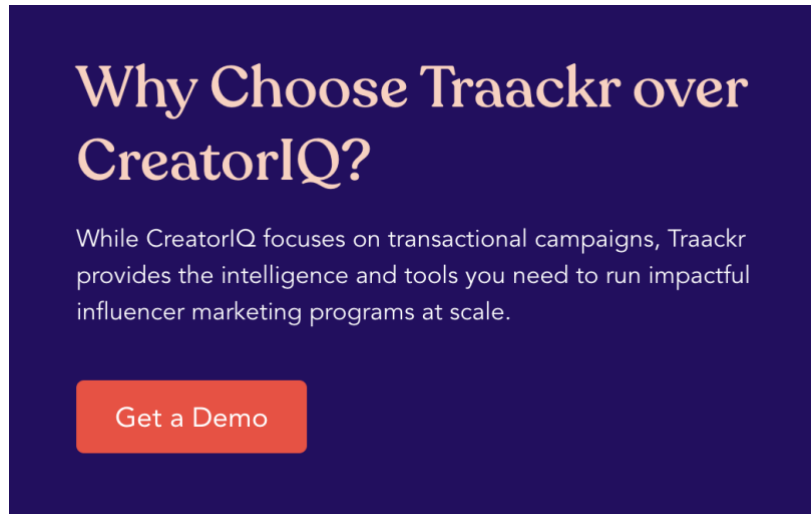 Why Choose Traackr over
CreatorIQ?
While CreatorIQ focuses on transactional campaigns, Traackr
provides the intelligence and tools you need to run impactful
influencer marketing programs at scale.
Get a Demo